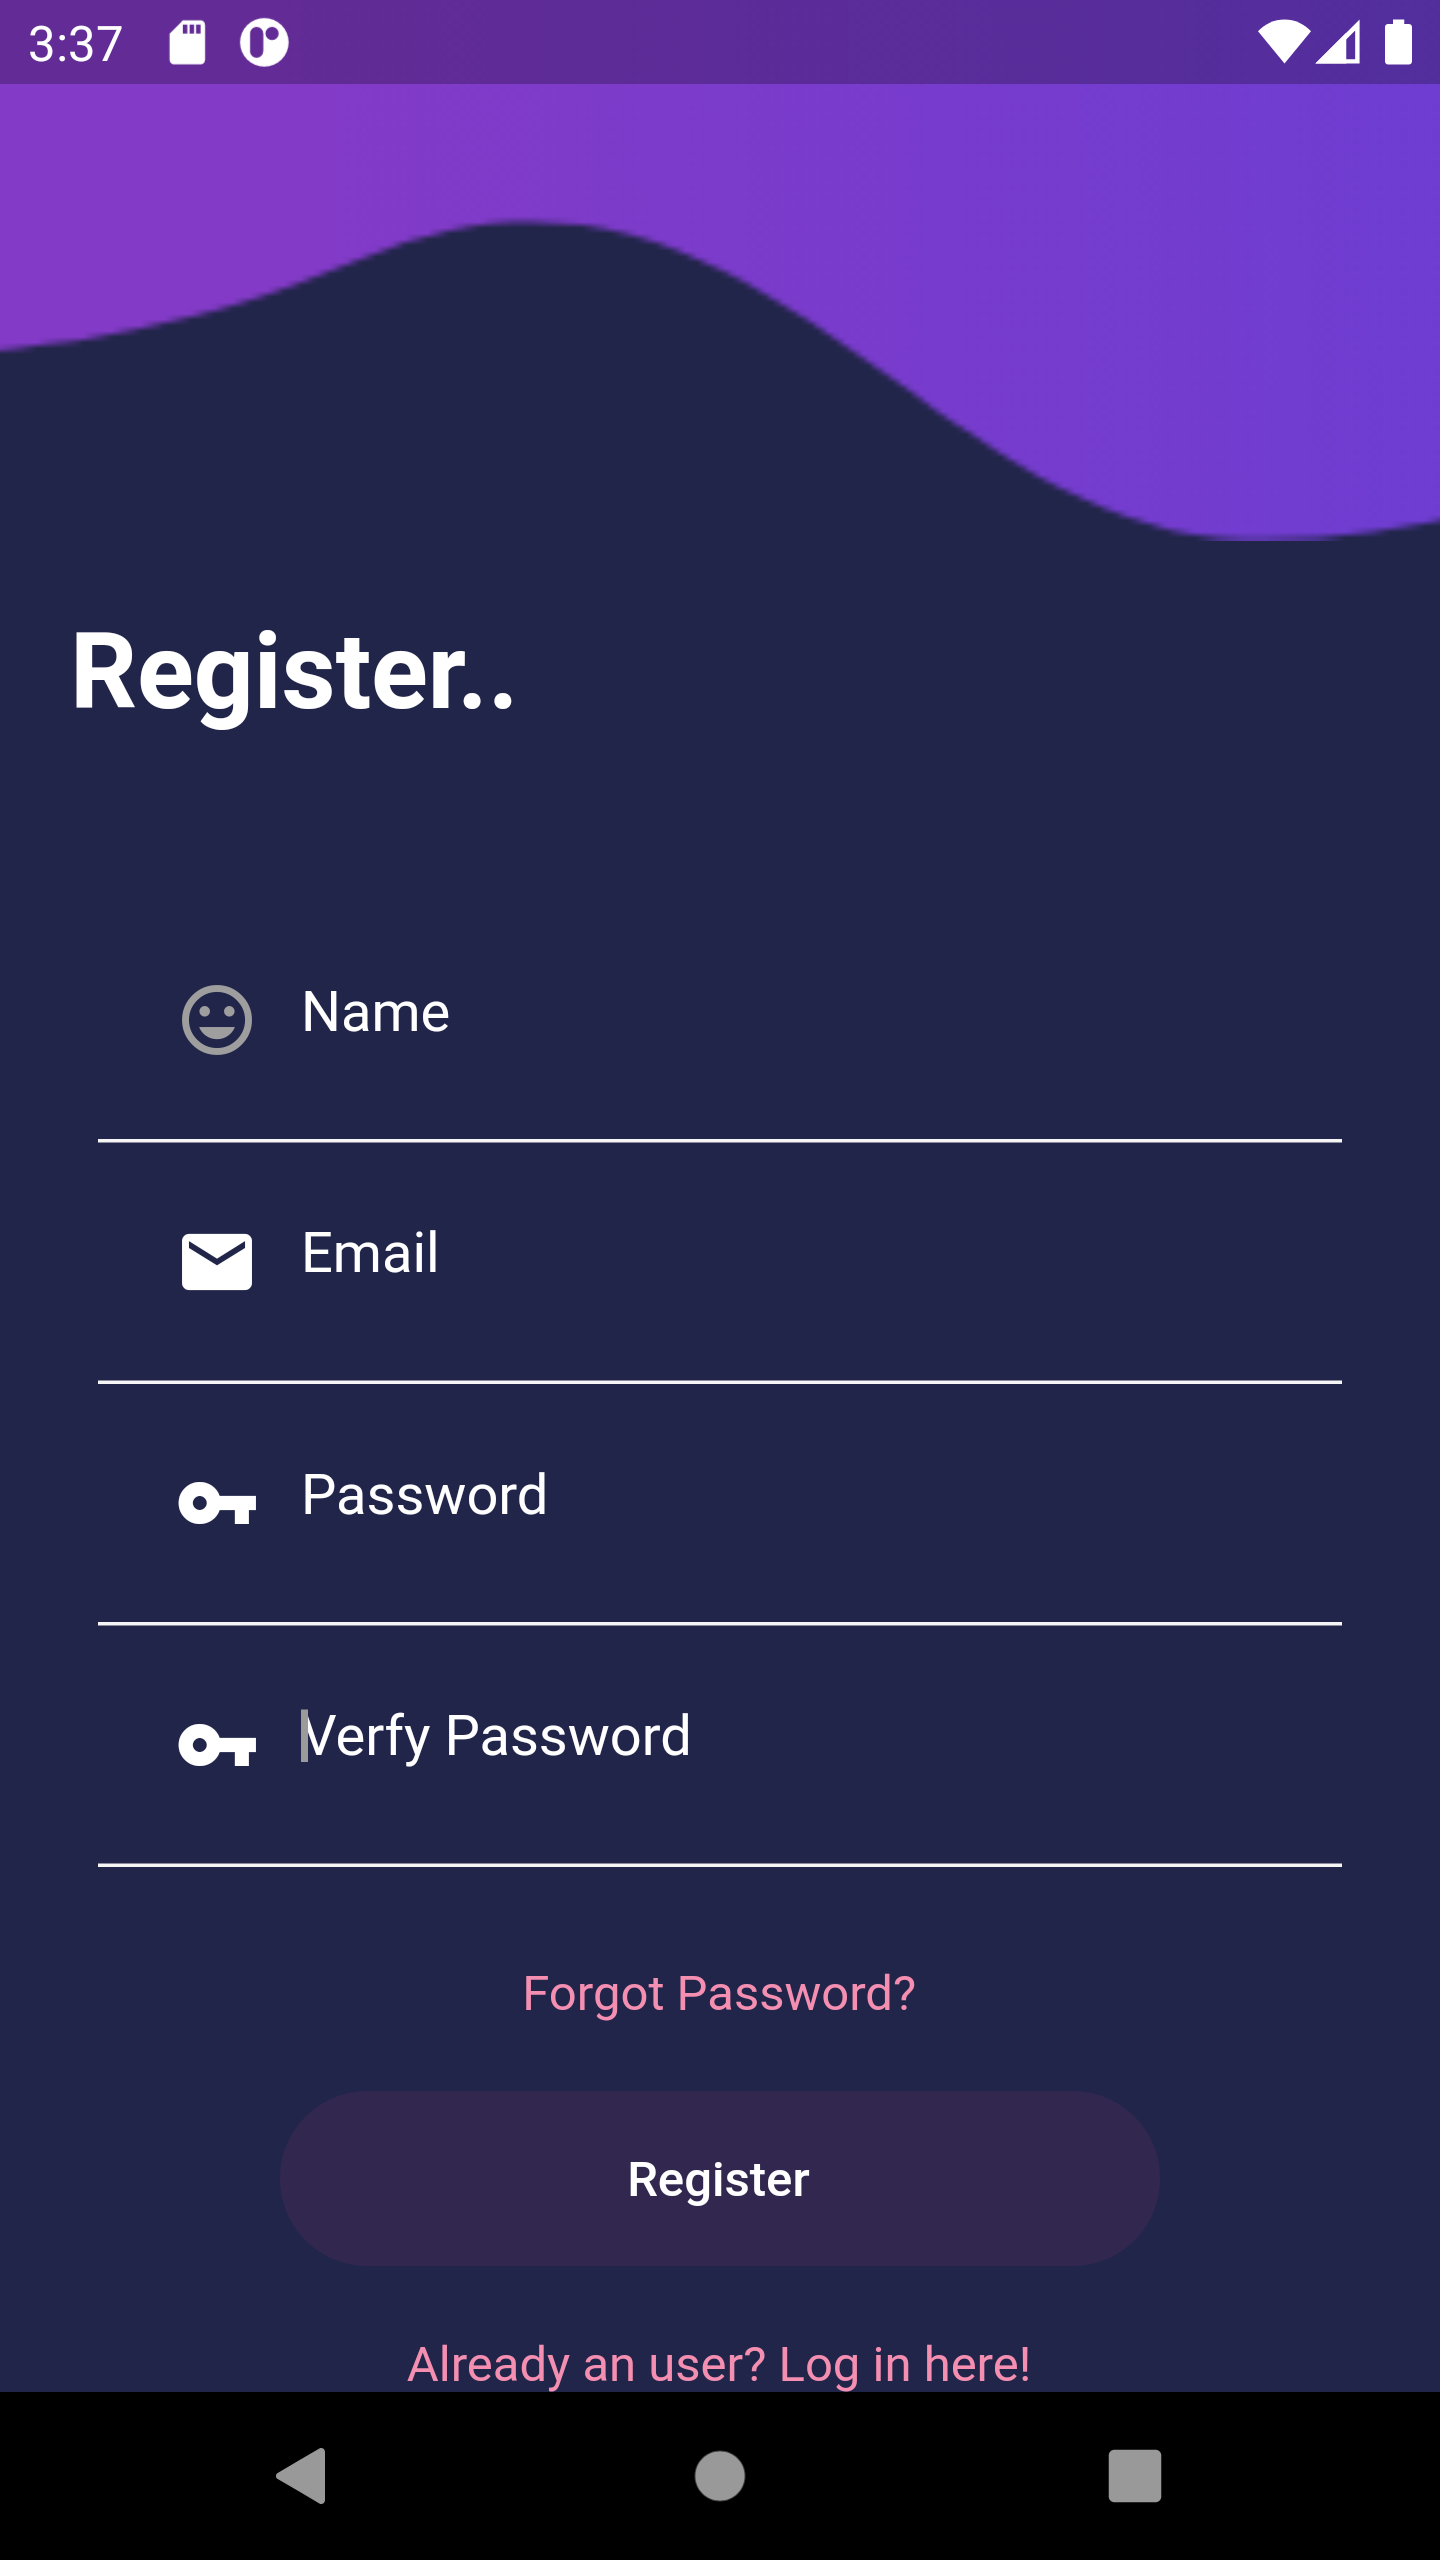 3:37
Register..
Name
Email
Password
Verfy Password
Forgot Password?
Register
Already an user? Log in here!